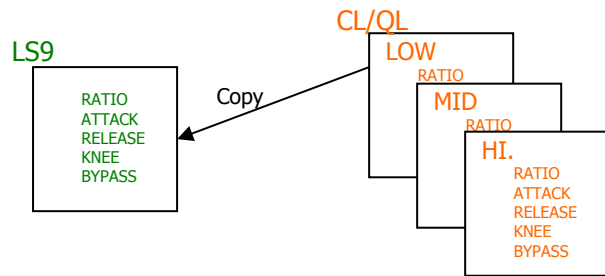 LS9
RATIO
ATTACK
RELEASE
KNEE
BYPASS
Copy
CL/QL
LOW
RATIO
MID
RATIO
HI.
RATIO
ATTACK
RELEASE
KNEE
BYPASS